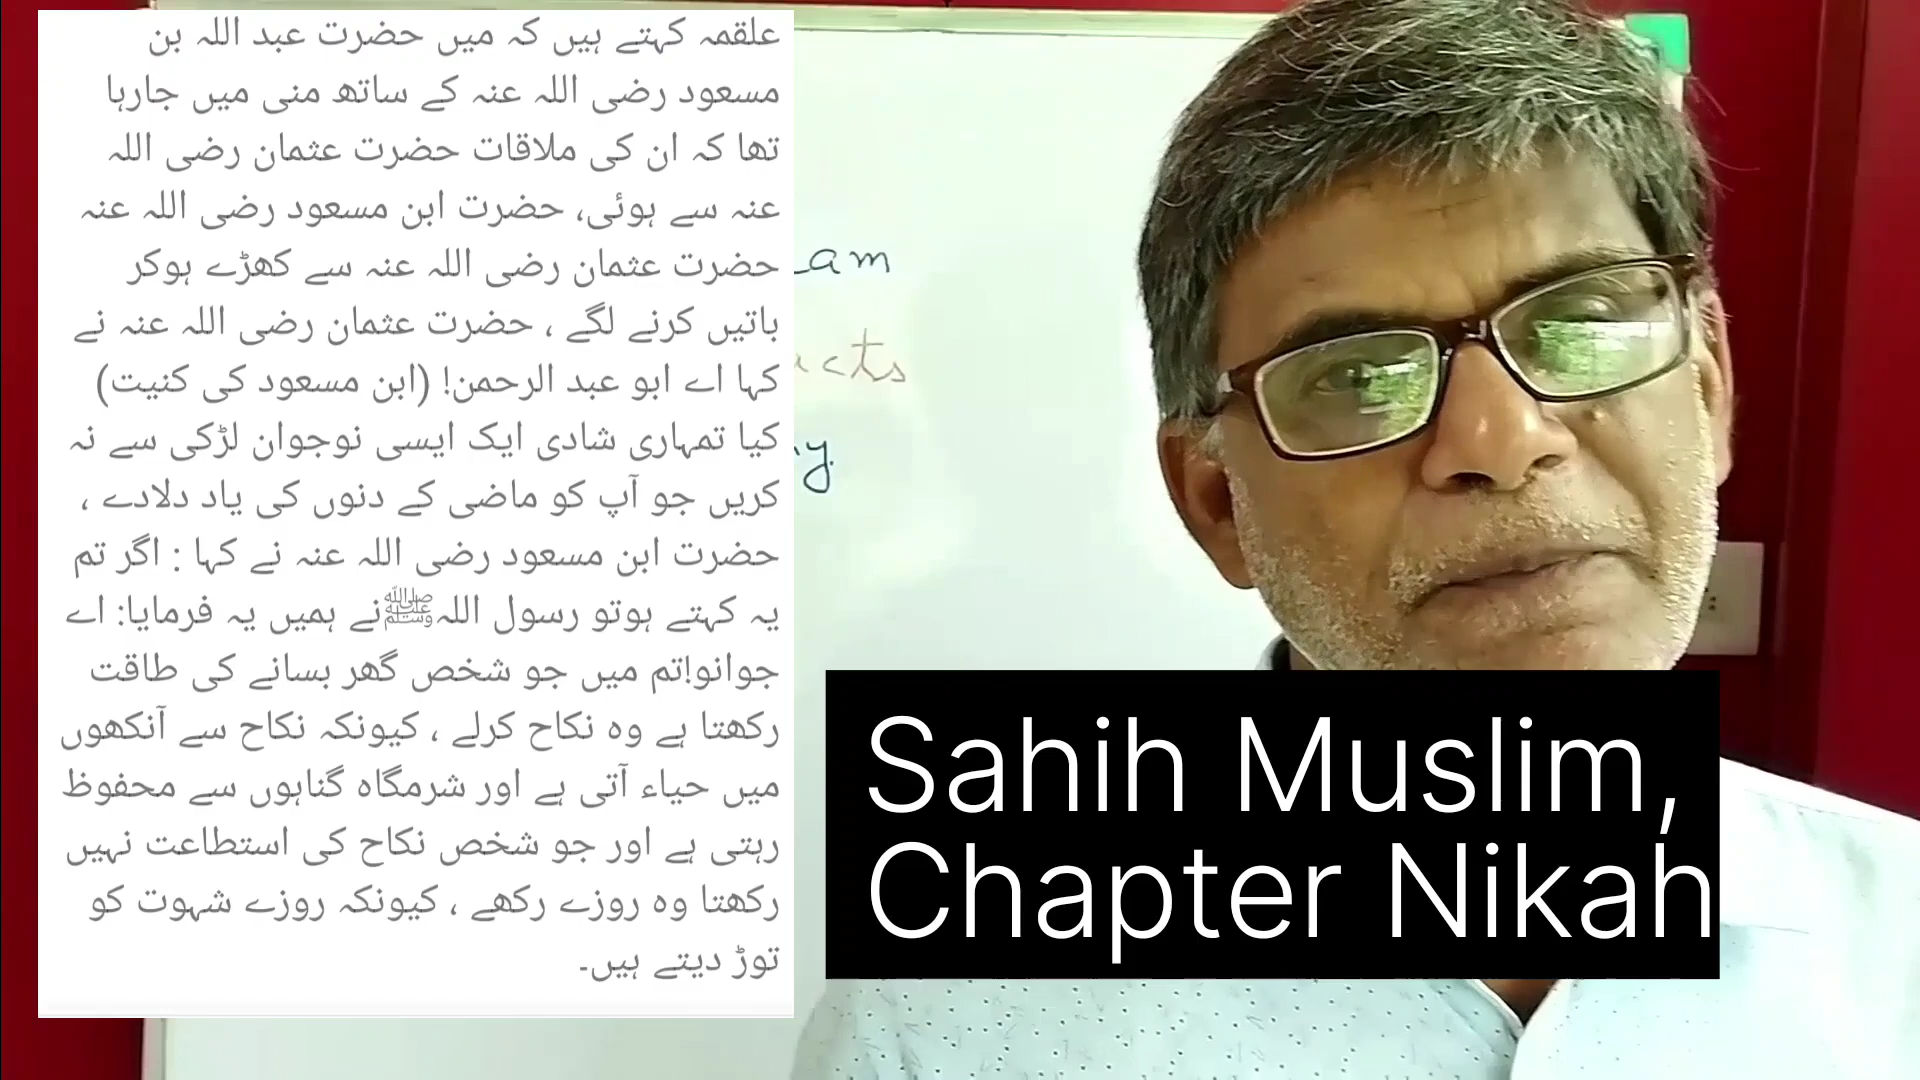 علقمہ کہتے ہیں کہ میں حضرت عبد اللہ بن
مسعود رضی اللہ عنہ کے ساتھ منی میں جارہا
تھا کہ ان کی ملاقات حضرت عثمان رضی اللہ
عنہ سے ہوئی، حضرت ابن مسعود رضی اللہ عنہ
حضرت عثمان رضی اللہ عنہ سے کھڑے ہوکر
باتیں کرنے لگے ، حضرت عثمان رضی اللہ عنہ نے
کہا اے ابو عبد الرحمن! (ابن مسعود کی کنیت)
کیا تمہاری شادی ایک ایسی نوجوان لڑکی سے نہ
کریں جو آپ کو ماضی کے دنوں کی یاد دلادے ،
حضرت ابن مسعود رضی اللہ عنہ نے کہا : اگر تم
یہ کہتے ہوتو رسول اللہﷺنے ہمیں یہ فرمایا: اے
جوانو!تم میں جو شخص گھر بسانے کی طاقت
رکھتا ہے وہ نکاح کرلے ، کیونکہ نکاح سے آنکھوں
میں حیاء آتی ہے اور شرمگاہ گناہوں سے محفوظ
رہتی ہے اور جو شخص نکاح کی استطاعت نہیں
رکھتا وہ روزے رکھے ، کیونکہ روزے شہوت کو
توڑ دیتے ہیں۔
Sahih Muslim,
Chapter Nikah